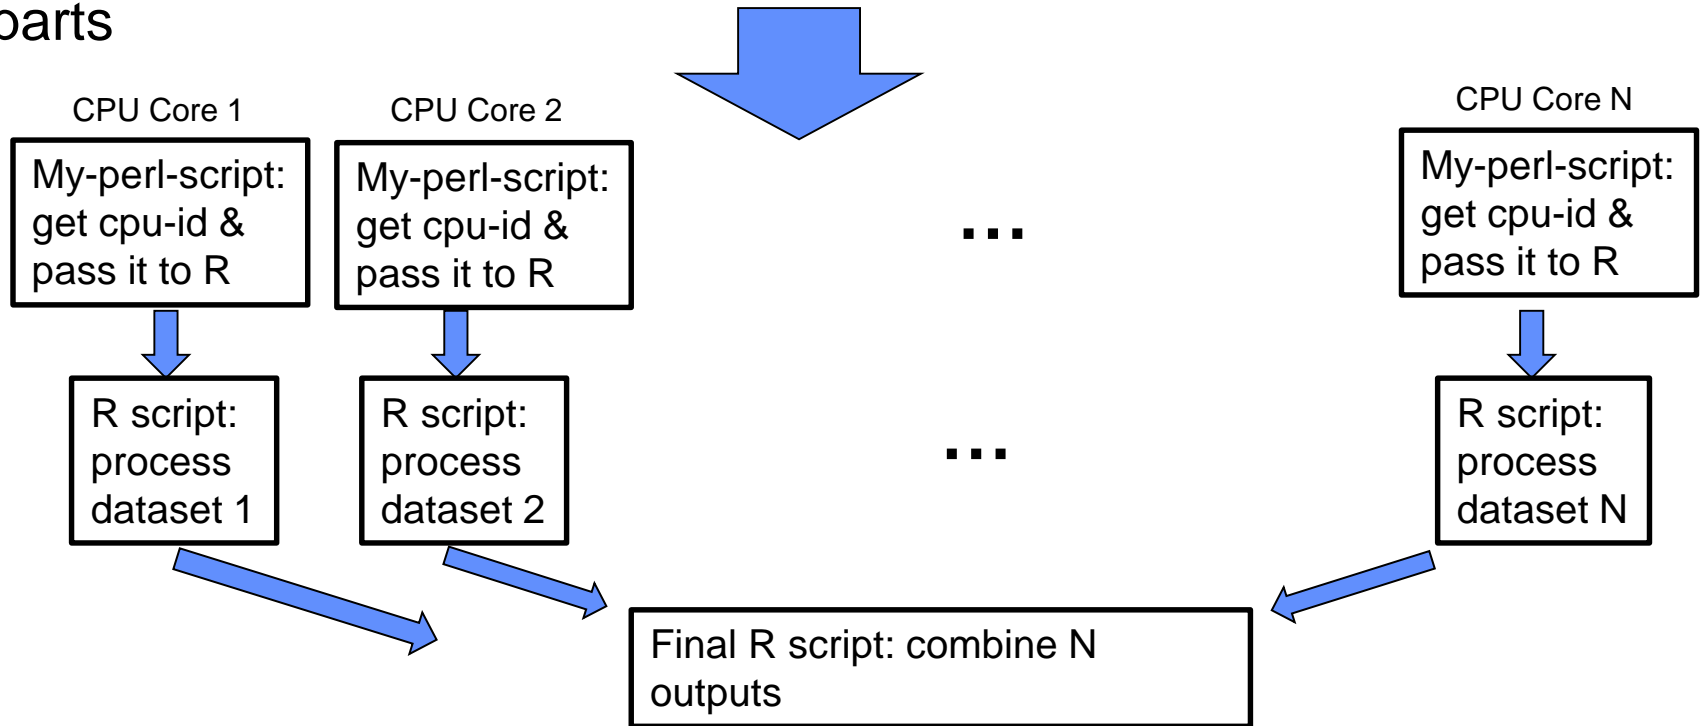 parts
CPU Core 1
CPU Core 2
CPU Core N
My-perl-script:
get cpu-id &
pass it to R
My-perl-script:
get cpu-id &
pass it to R
...
My-perl-script:
get cpu-id &
pass it to R
R script:
process
dataset 1
R script:
process
dataset 2
...
R script:
process
dataset N
Final R script: combine N
outputs